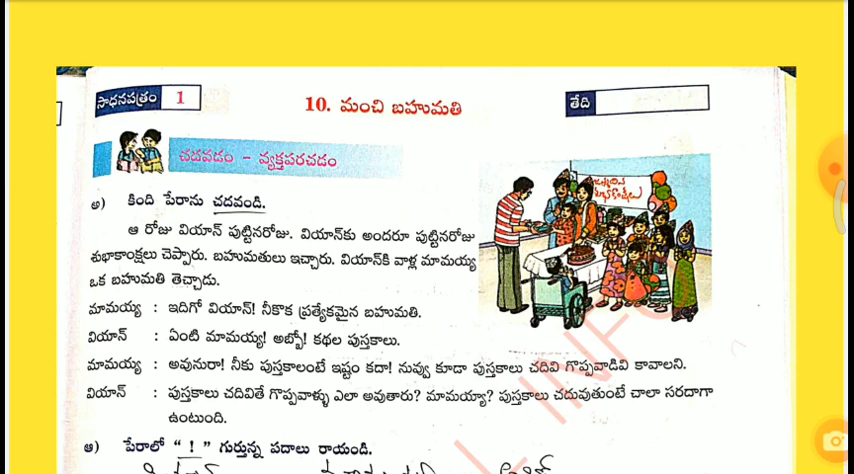 సాధనపత్రం 1
10. మంచి బహుమతి
తేది
చదవడం - వ్యక్తపరచడం
అ) కింది పేరాను చదవండి.
ఆ రోజు వియాన్ పుట్టినరోజు. వియాన్‌కు అందరూ పుట్టినరోజు
శుభాకాంక్షలు చెప్పారు. బహుమతులు ఇచ్చారు. వియాన్‌కి వాళ్ల మామయ్య
ఒక బహుమతి తెచ్చాడు.
మామయ్య : ఇదిగో వియాన్! నీకొక ప్రత్యేకమైన బహుమతి.
వియాన్ : ఏంటి మామయ్య! అబ్బో! కథల పుస్తకాలు.
మామయ్య : అవునురా! నీకు పుస్తకాలంటే ఇష్టం కదా! నువ్వు కూడా పుస్తకాలు చదివి గొప్పవాడివి కావాలని.
వియాన్ : పుస్తకాలు చదివితే గొప్పవాళ్ళు ఎలా అవుతారు? మామయ్యా? పుస్తకాలు చదువుతుంటే చాలా సరదాగా
ఉంటుంది.
ఆ) పేరాలో " ! " గుర్తున్న పదాలు రాయండి.